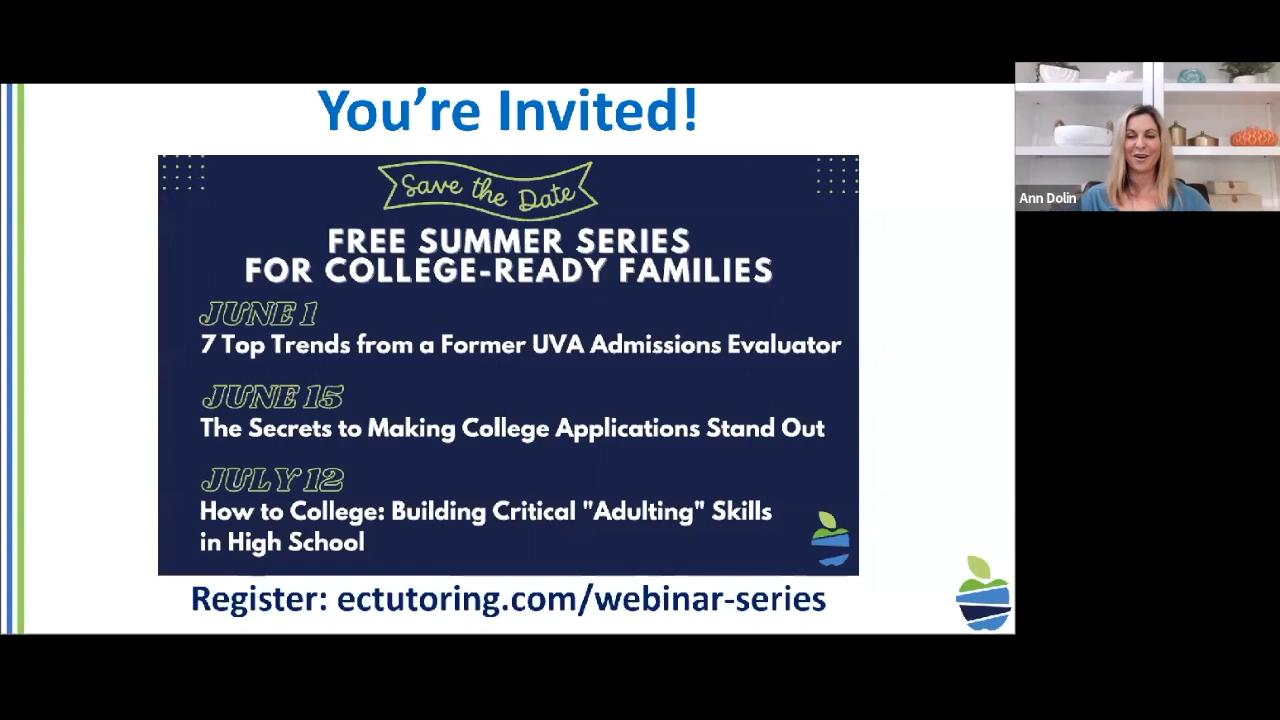 You're Invited!
Save the Date
FREE SUMMER SERIES
FOR COLLEGE-READY FAMILIES
JUNE 1
7 Top Trends from a Former UVA Admissions Evaluator
JUNE 15
The Secrets to Making College Applications Stand Out
JULY 12
How to College: Building Critical "Adulting" Skills
in High School
Register: ectutoring.com/webinar-series
Ann Dolin